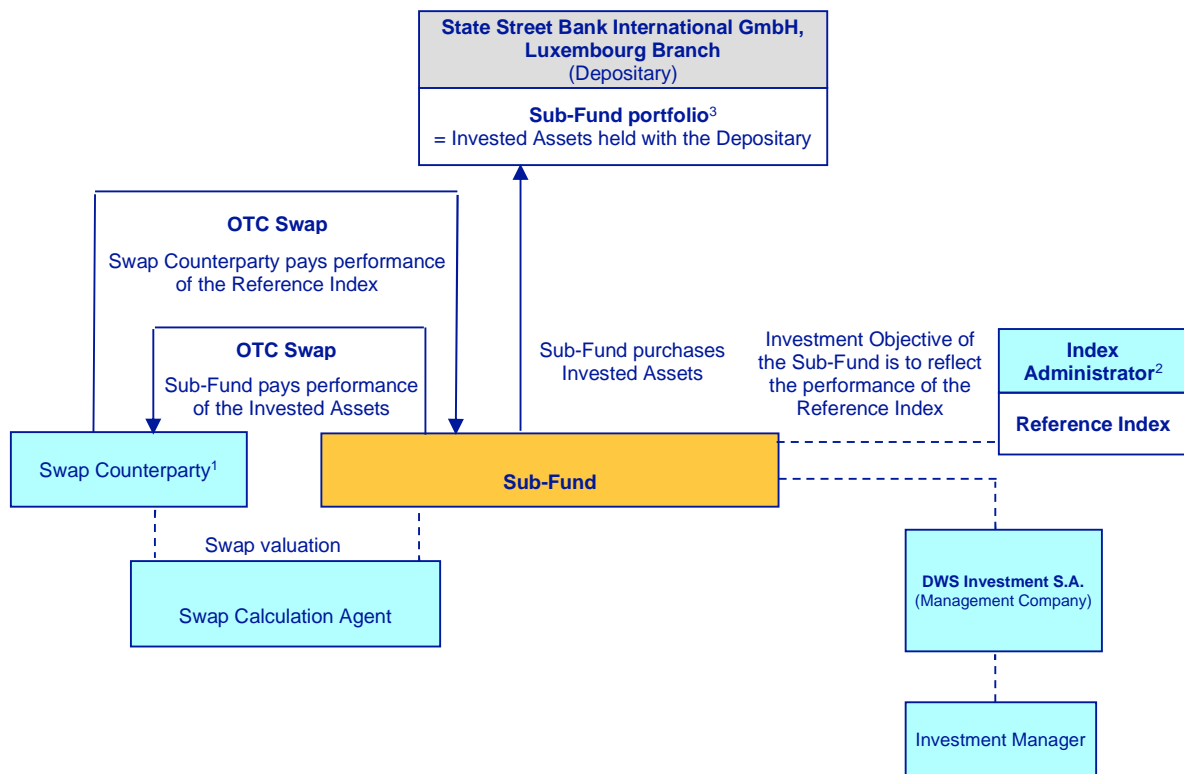 State Street Bank International GmbH,
Luxembourg Branch
(Depositary)
Sub-Fund portfolio³
= Invested Assets held with the Depositary
OTC Swap
Swap Counterparty pays performance
of the Reference Index
OTC Swap
Sub-Fund pays performance
of the Invested Assets
Sub-Fund purchases
Invested Assets
Investment Objective of
the Sub-Fund is to reflect
the performance of the
Reference Index
Index
Administrator²
Reference Index
Swap Counterparty¹
Sub-Fund
Swap valuation
Swap Calculation Agent
DWS Investment S.A.
(Management Company)
Investment Manager